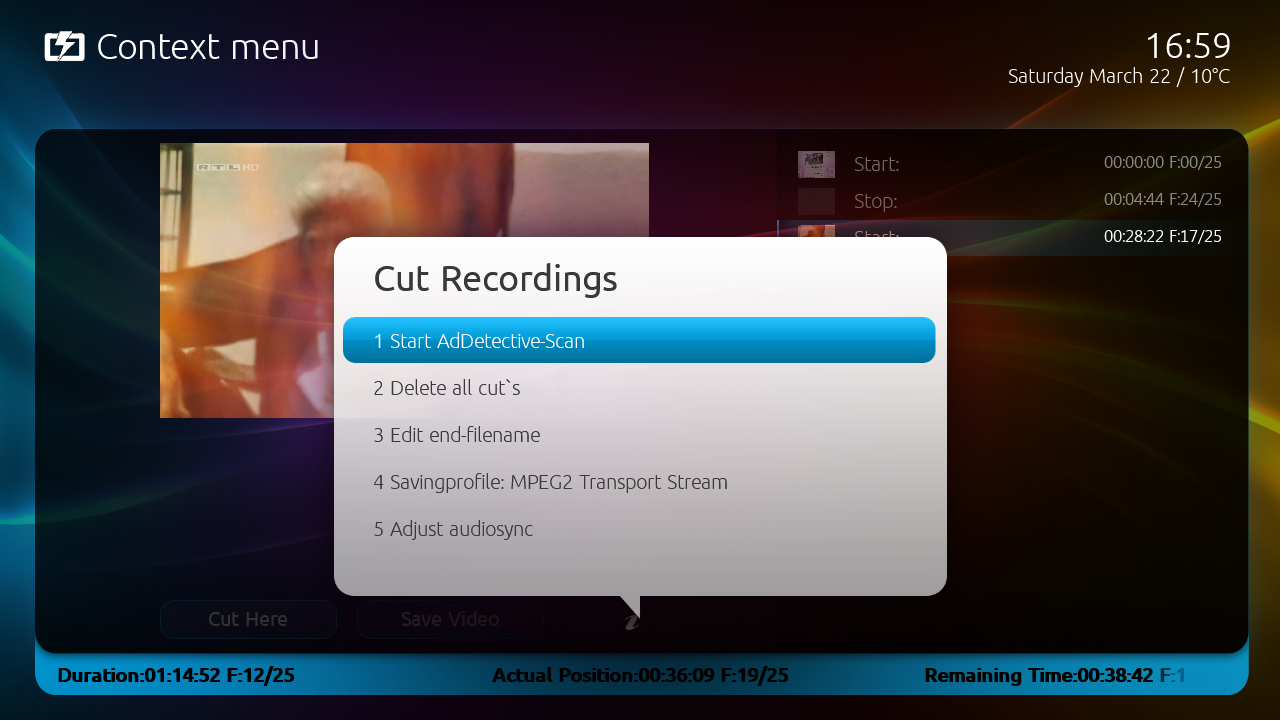 Context menu
16:59
Saturday March 22 / 10°C
RTL HD
Start: 00:00:00 F:00/25
Stop: 00:04:44 F:24/25
Start: 00:28:22 F:17/25
Cut Recordings
1 Start AdDetective-Scan
2 Delete all cut`s
3 Edit end-filename
4 Savingprofile: MPEG2 Transport Stream
5 Adjust audiosync
Cut Here
Save Video
i
Duration:01:14:52 F:12/25
Actual Position:00:36:09 F:19/25
Remaining Time:00:38:42 F:1